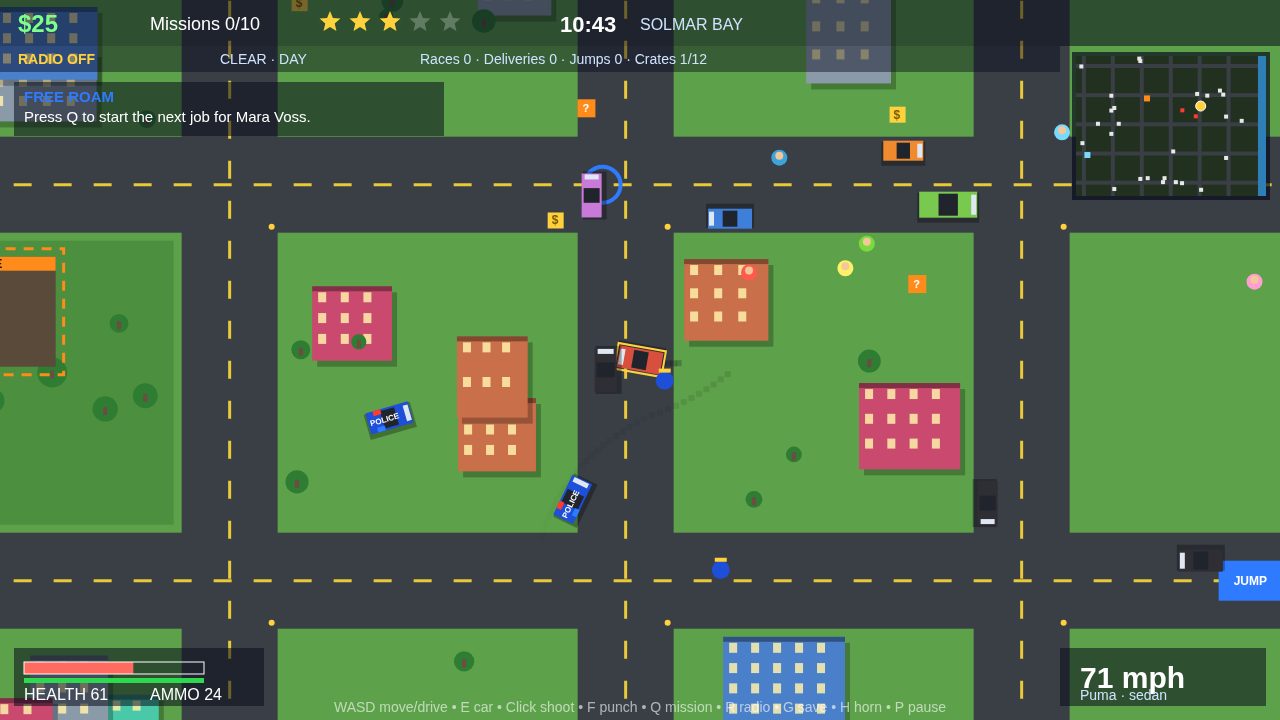 $25 Missions 0/10 10:43 SOLMAR BAY
RADIO OFF CLEAR · DAY Races 0 · Deliveries 0 · Jumps 0 · Crates 1/12
FREE ROAM
Press Q to start the next job for Mara Voss.
$
?
$
$
?
E
POLICE
POLICE
JUMP
HEALTH 61 AMMO 24
71 mph
Puma · sedan
WASD move/drive • E car • Click shoot • F punch • Q mission • R radio • G save • H horn • P pause